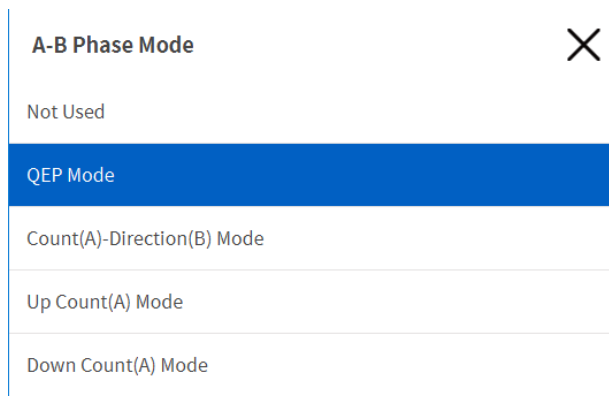 A-B Phase Mode
Not Used
QEP Mode
Count(A)-Direction(B) Mode
Up Count(A) Mode
Down Count(A) Mode